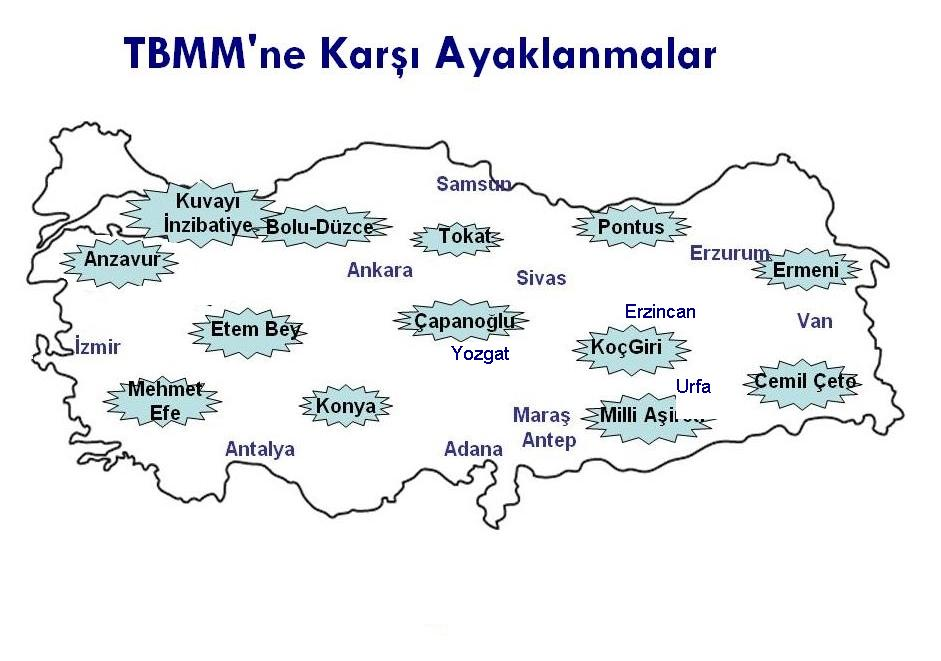 TBMM'ne Karşı Ayaklanmalar
Samsun
Kuvayı
İnzibatiye
Bolu-Düzce
Tokat
Pontus
Erzurum
Anzavur
Ankara
Sivas
Ermeni
Erzincan
Etem Bey
Çapanoğlu
Van
İzmir
Yozgat
KoçGiri
Mehmet
Efe
Konya
Urfa
Cemil Çeto
Maraş
Antep
Milli
Antalya
Adana